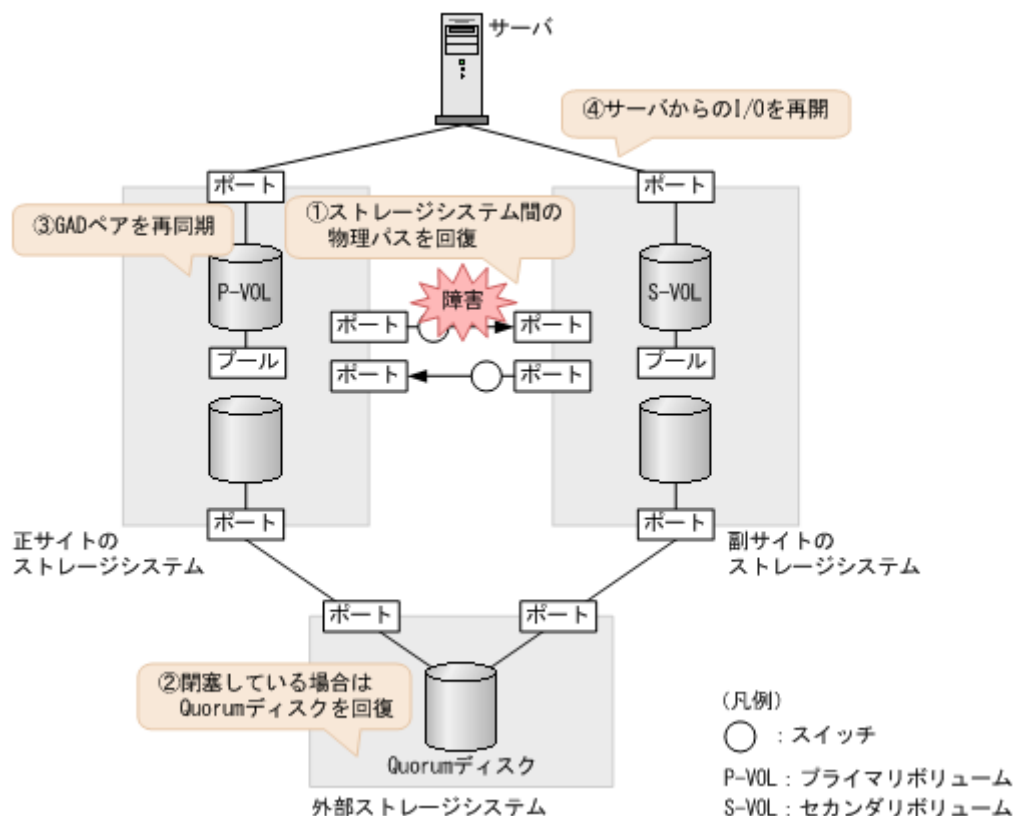 サーバ
④サーバからのI/Oを再開
ポート
ポート
③GADペアを再同期
①ストレージシステム間の
物理パスを回復
P-VOL
障害
S-VOL
ポート
ポート
プール
プール
ポート
ポート
ポート
ポート
正サイトの
ストレージシステム
副サイトの
ストレージシステム
ポート
ポート
②閉塞している場合は
Quorumディスクを回復
Quorumディスク
外部ストレージシステム
(凡例)
：スイッチ
P-VOL：プライマリボリューム
S-VOL：セカンダリボリューム